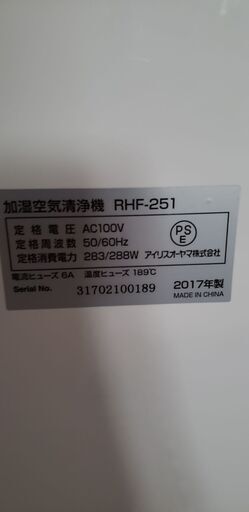 加湿空気清浄機 RHF-251
定格電圧 AC100V
定格周波数 50/60Hz
定格消費電力 283/288W アイリスオーヤマ株式会社
PS
E
電流ヒューズ 6A 温度ヒューズ 189℃
Serial No. 31702100189
2017年製
MADE IN CHINA